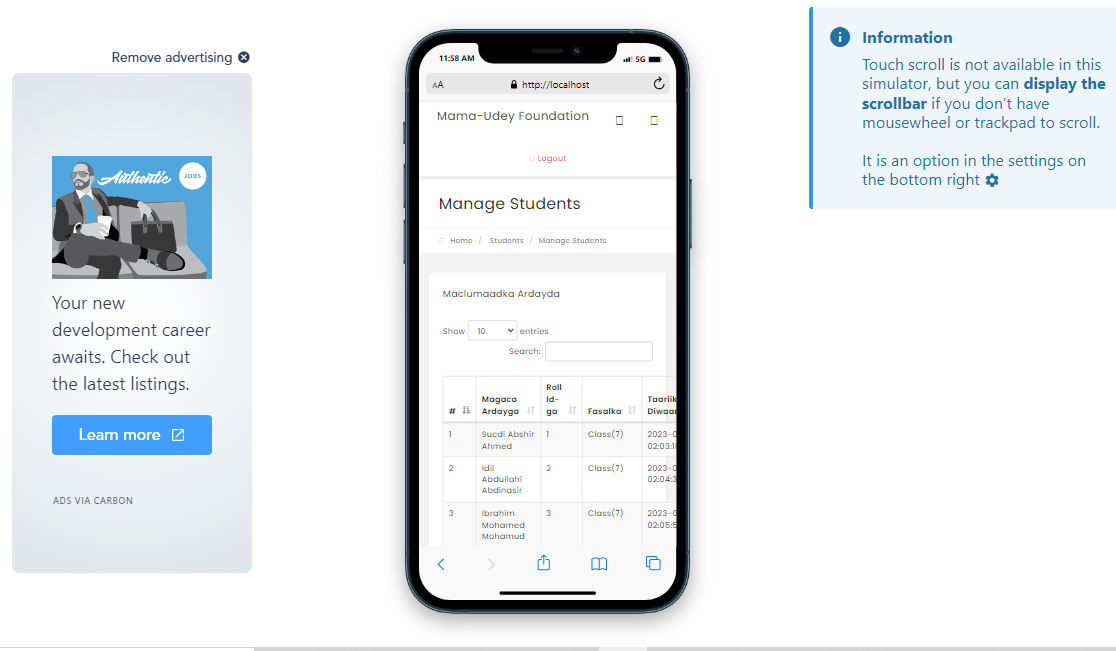 Remove advertising
Authentic
JOBS
Your new
development career
awaits. Check out
the latest listings.
Learn more
ADS VIA CARBON
11:58 AM
5G
AA
http://localhost
Mama-Udey Foundation
Logout
Manage Students
Home / Students / Manage Students
Maclumaadka Ardayda
Show 10 entries
Search:
# Magaca Ardayga Roll Id-ga Fasalka Taariik Diwaan
1 Sucdi Abshir Ahmed 1 Class(7) 2023-0 02:03:1
2 Idil Abdullahi Abdinasir 2 Class(7) 2023-0 02:04:3
3 Ibrahim Mohamed Mohamud 3 Class(7) 2023-0 02:05:5
Information
Touch scroll is not available in this
simulator, but you can display the
scrollbar if you don't have
mousewheel or trackpad to scroll.
It is an option in the settings on
the bottom right